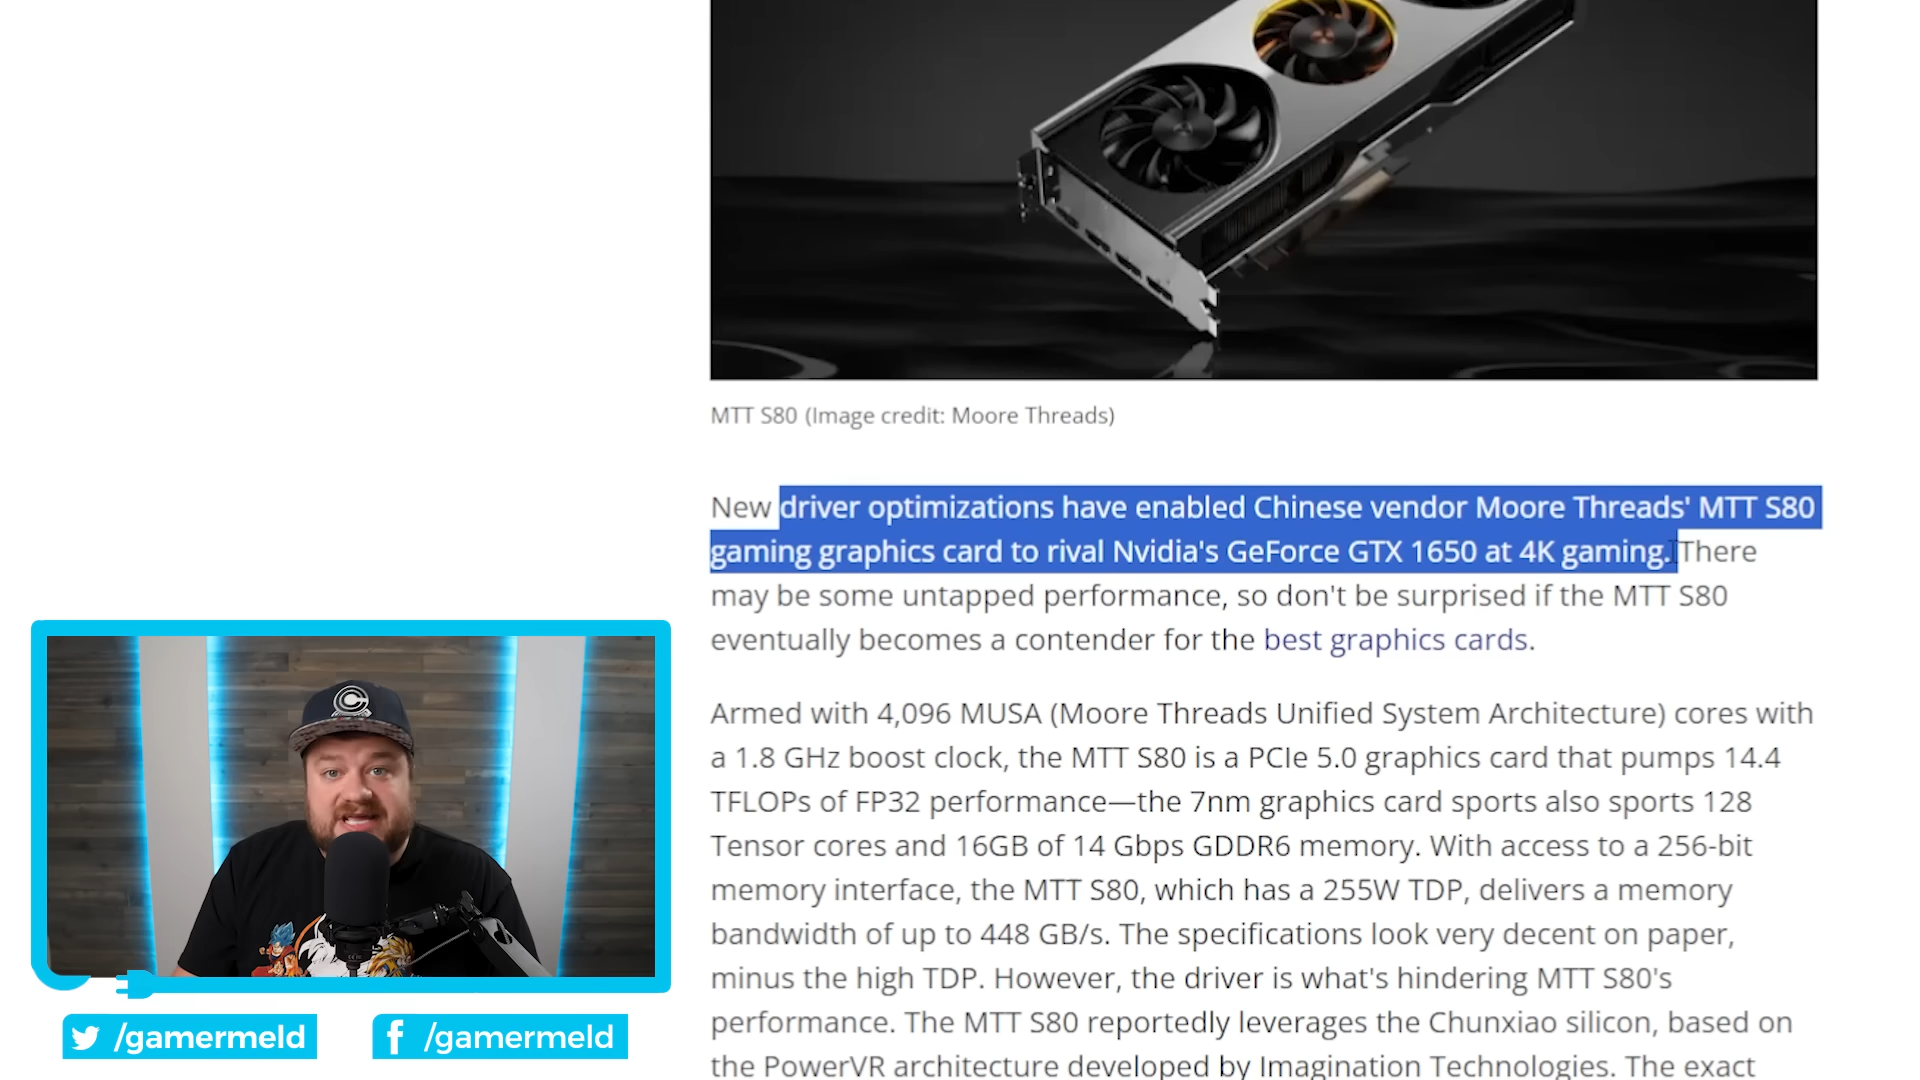 MTT S80 (Image credit: Moore Threads)
New driver optimizations have enabled Chinese vendor Moore Threads' MTT S80
gaming graphics card to rival Nvidia's GeForce GTX 1650 at 4K gaming. There
may be some untapped performance, so don't be surprised if the MTT S80
eventually becomes a contender for the best graphics cards.
Armed with 4,096 MUSA (Moore Threads Unified System Architecture) cores with
a 1.8 GHz boost clock, the MTT S80 is a PCIe 5.0 graphics card that pumps 14.4
TFLOPs of FP32 performance—the 7nm graphics card sports also sports 128
Tensor cores and 16GB of 14 Gbps GDDR6 memory. With access to a 256-bit
memory interface, the MTT S80, which has a 255W TDP, delivers a memory
bandwidth of up to 448 GB/s. The specifications look very decent on paper,
minus the high TDP. However, the driver is what's hindering MTT S80's
performance. The MTT S80 reportedly leverages the Chunxiao silicon, based on
the PowerVR architecture developed by Imagination Technologies. The exact
/gamermeld
/gamermeld